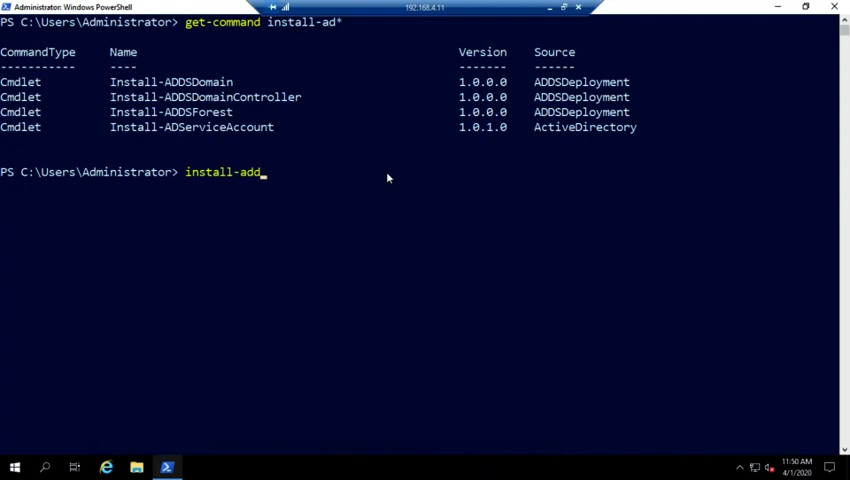 Administrator: Windows PowerShell
192.168.4.11
PS C:\Users\Administrator> get-command install-ad*
CommandType Name Version Source
----------- ---- ------- ------
Cmdlet Install-ADDSDomain 1.0.0.0 ADDSDeployment
Cmdlet Install-ADDSDomainController 1.0.0.0 ADDSDeployment
Cmdlet Install-ADDSForest 1.0.0.0 ADDSDeployment
Cmdlet Install-ADServiceAccount 1.0.1.0 ActiveDirectory
PS C:\Users\Administrator> install-add_
11:50 AM
4/1/2020